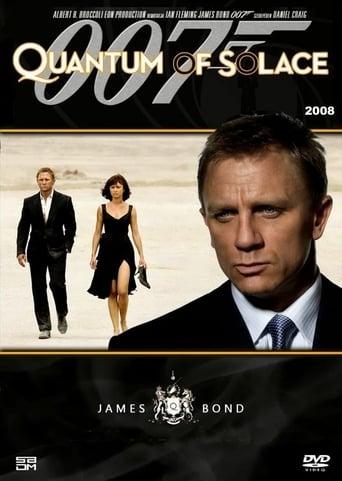 ALBERT R. BROCCOLI EON PRODUCTION IAN FLEMING JAMES BOND 007 DANIEL CRAIG
007
QUANTUM OF SOLACE
2008
JAMES BOND
SADM
DVD
VIDEO